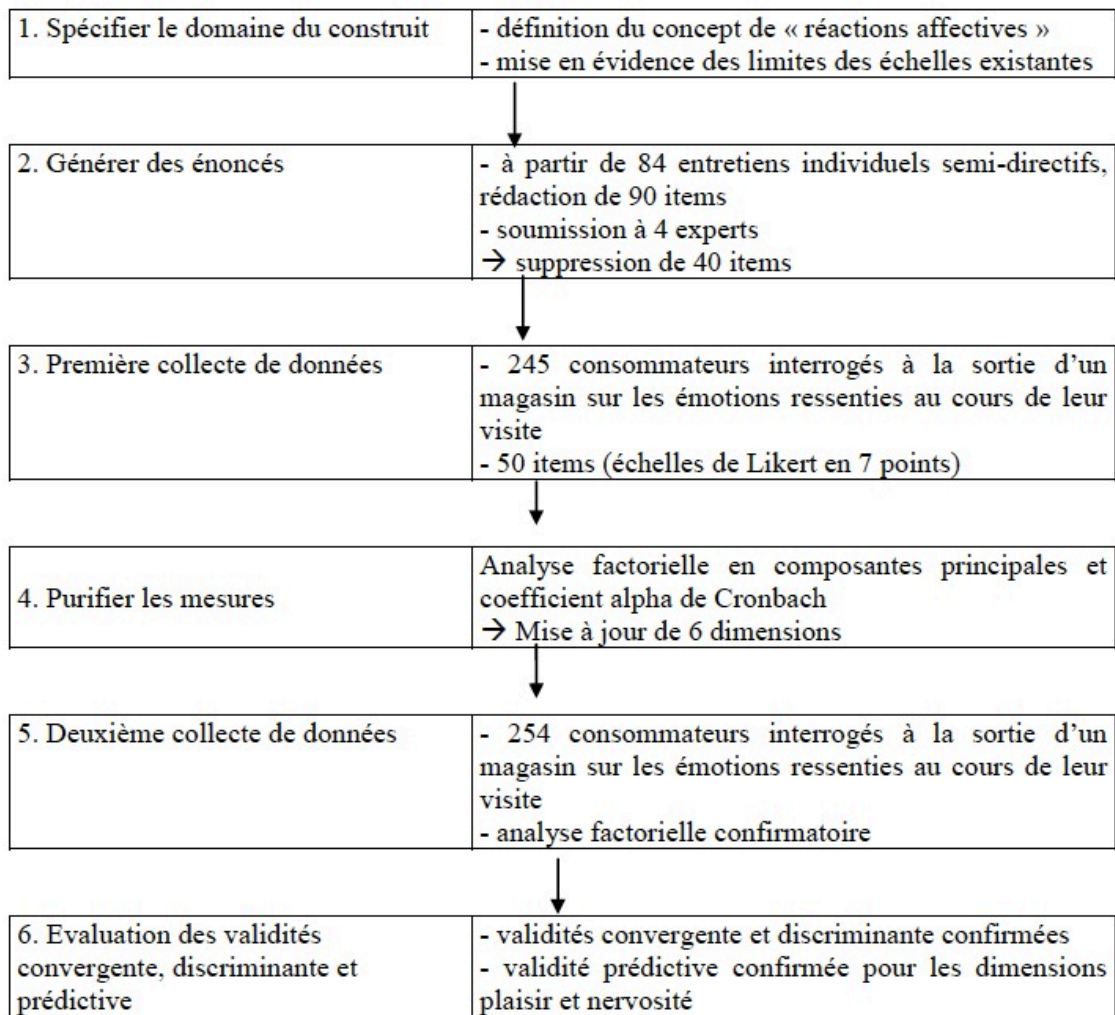 1. Spécifier le domaine du construit
- définition du concept de « réactions affectives »
- mise en évidence des limites des échelles existantes
2. Générer des énoncés
- à partir de 84 entretiens individuels semi-directifs,
rédaction de 90 items
- soumission à 4 experts
→ suppression de 40 items
3. Première collecte de données
- 245 consommateurs interrogés à la sortie d’un
magasin sur les émotions ressenties au cours de leur
visite
- 50 items (échelles de Likert en 7 points)
4. Purifier les mesures
Analyse factorielle en composantes principales et
coefficient alpha de Cronbach
→ Mise à jour de 6 dimensions
5. Deuxième collecte de données
- 254 consommateurs interrogés à la sortie d’un
magasin sur les émotions ressenties au cours de leur
visite
- analyse factorielle confirmatoire
6. Evaluation des validités
convergente, discriminante et
prédictive
- validités convergente et discriminante confirmées
- validité prédictive confirmée pour les dimensions
plaisir et nervosité